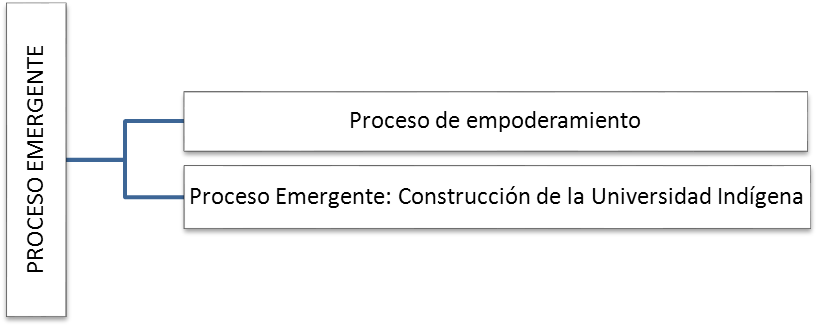 PROCESO EMERGENTE
Proceso de empoderamiento
Proceso Emergente: Construcción de la Universidad Indígena